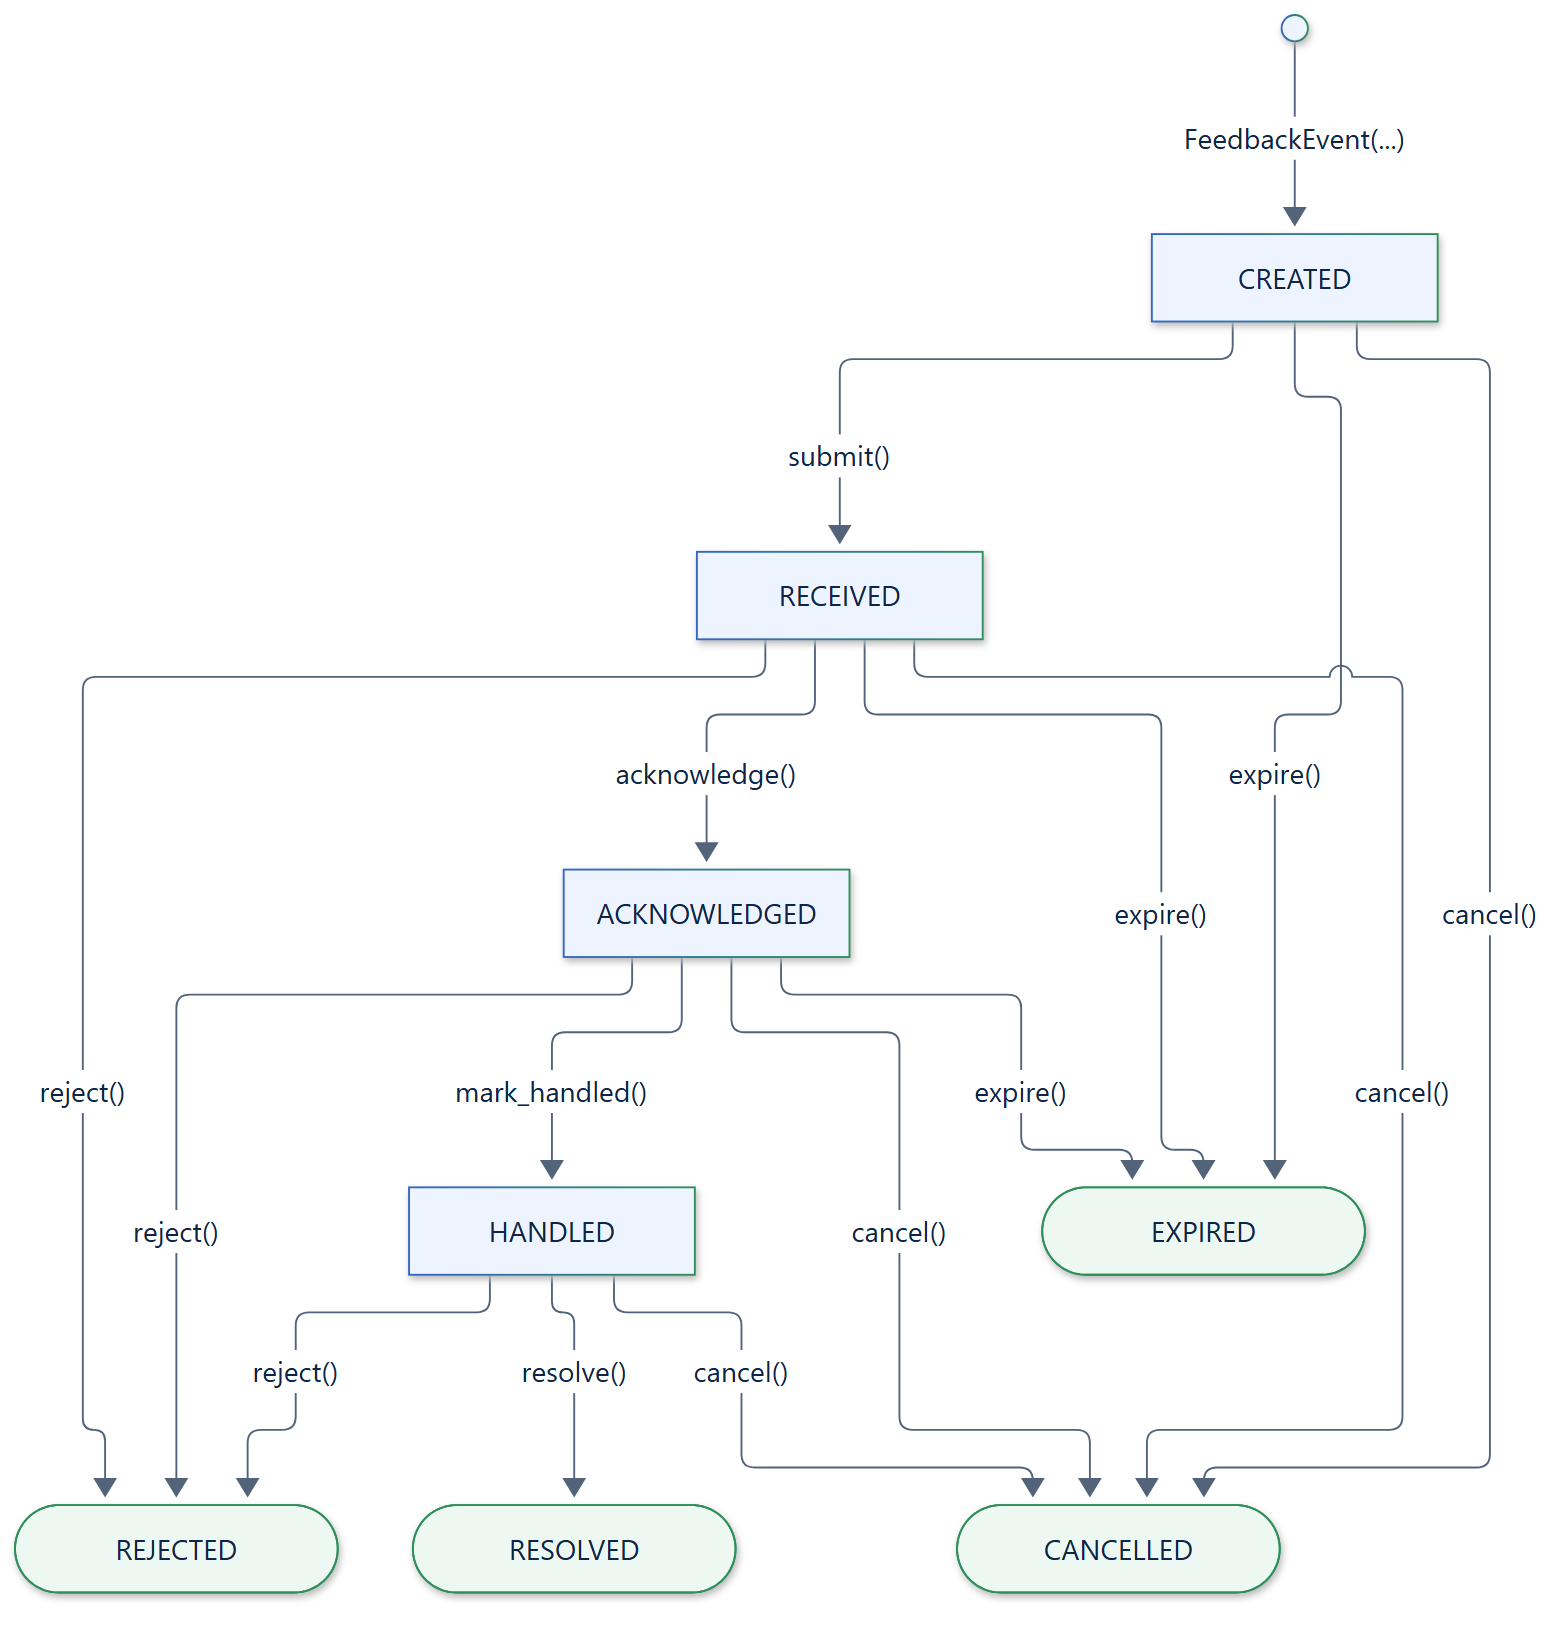 FeedbackEvent(...)
CREATED
submit()
RECEIVED
acknowledge()
expire()
ACKNOWLEDGED
expire()
cancel()
reject()
mark_handled()
expire()
cancel()
reject()
HANDLED
cancel()
EXPIRED
reject()
resolve()
cancel()
REJECTED
RESOLVED
CANCELLED